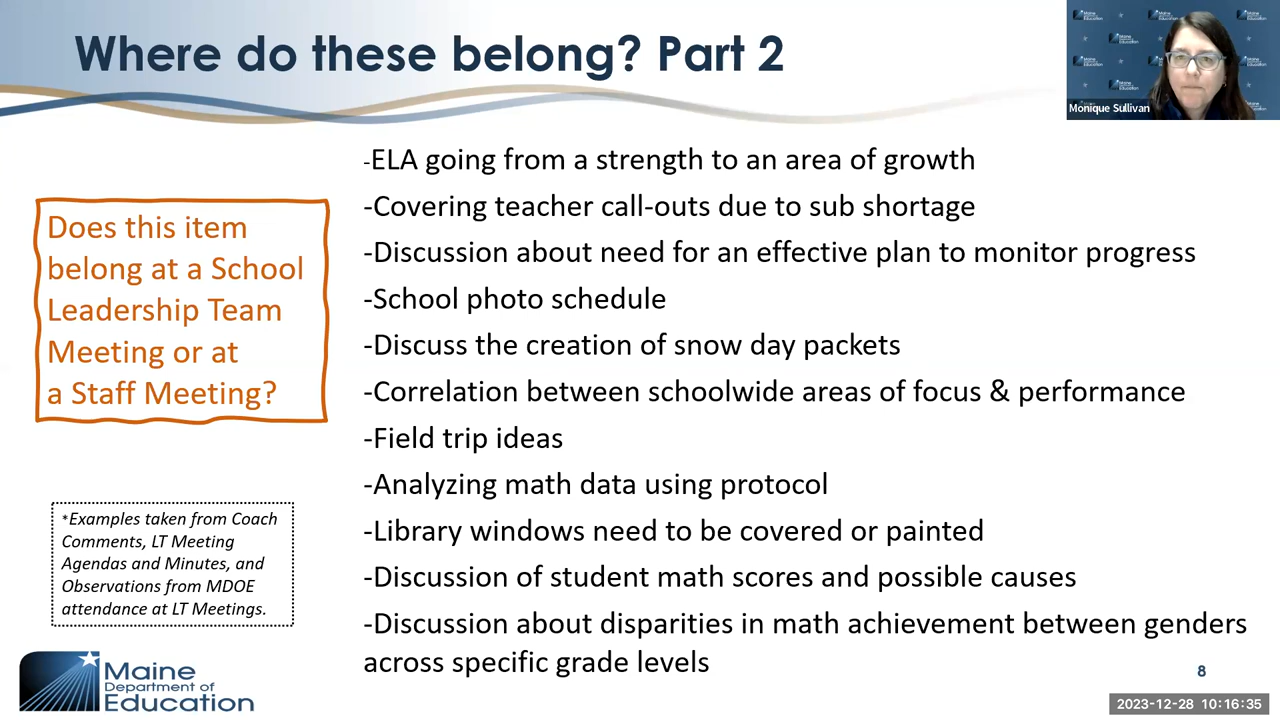 Where do these belong? Part 2
Monique Sullivan
Does this item
belong at a School
Leadership Team
Meeting or at
a Staff Meeting?
-ELA going from a strength to an area of growth
-Covering teacher call-outs due to sub shortage
-Discussion about need for an effective plan to monitor progress
-School photo schedule
-Discuss the creation of snow day packets
-Correlation between schoolwide areas of focus & performance
-Field trip ideas
-Analyzing math data using protocol
-Library windows need to be covered or painted
-Discussion of student math scores and possible causes
-Discussion about disparities in math achievement between genders
across specific grade levels
*Examples taken from Coach
Comments, LT Meeting
Agendas and Minutes, and
Observations from MDOE
attendance at LT Meetings.
Maine
Department of
Education
8
2023-12-28 10:16:35